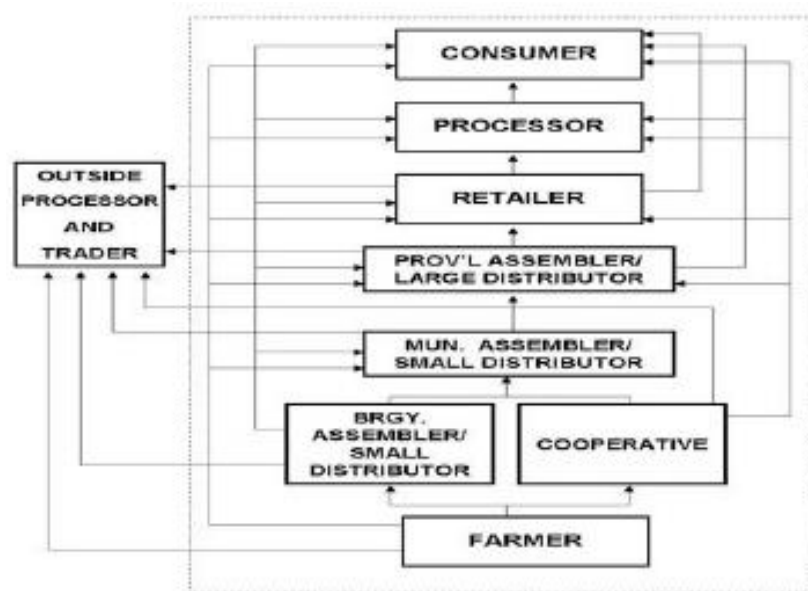 CONSUMER
PROCESSOR
OUTSIDE
PROCESSOR
AND
TRADER
RETAILER
PROV'L ASSEMBLER/
LARGE DISTRIBUTOR
MUN. ASSEMBLER/
SMALL DISTRIBUTOR
BRGY.
ASSEMBLER/
SMALL
DISTRIBUTOR
COOPERATIVE
FARMER